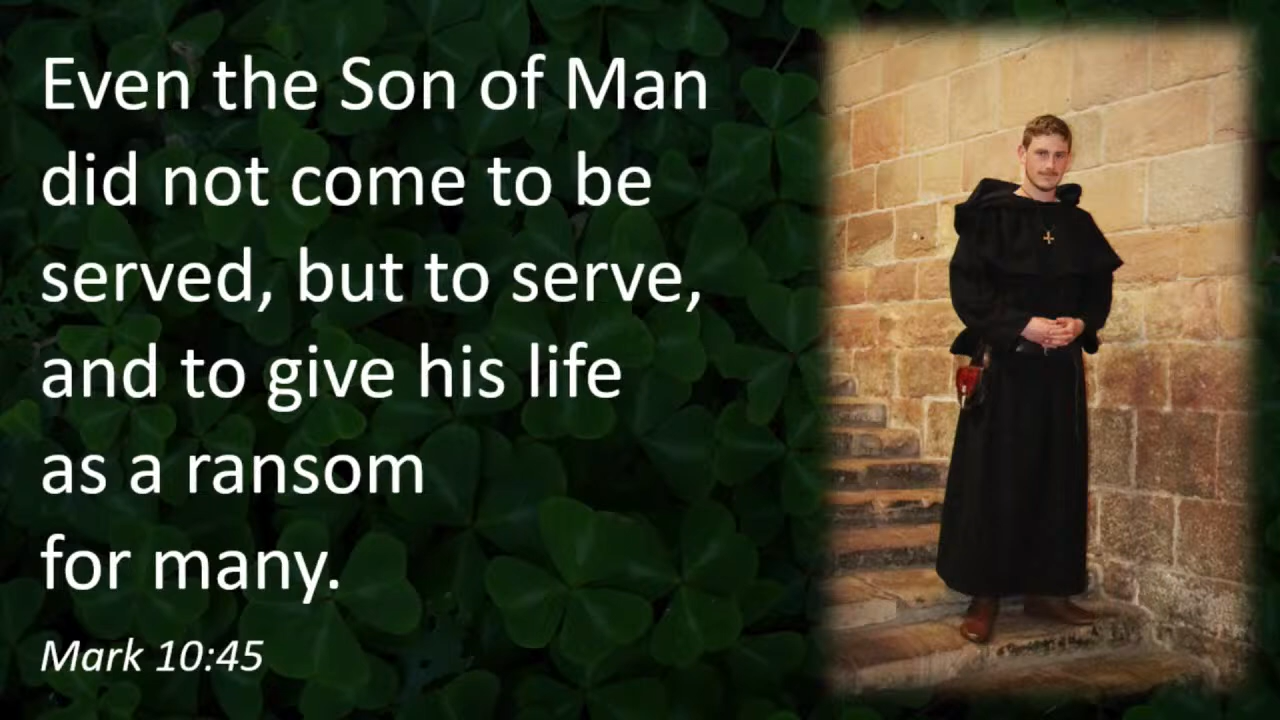 Even the Son of Man
did not come to be
served, but to serve,
and to give his life
as a ransom
for many.
Mark 10:45